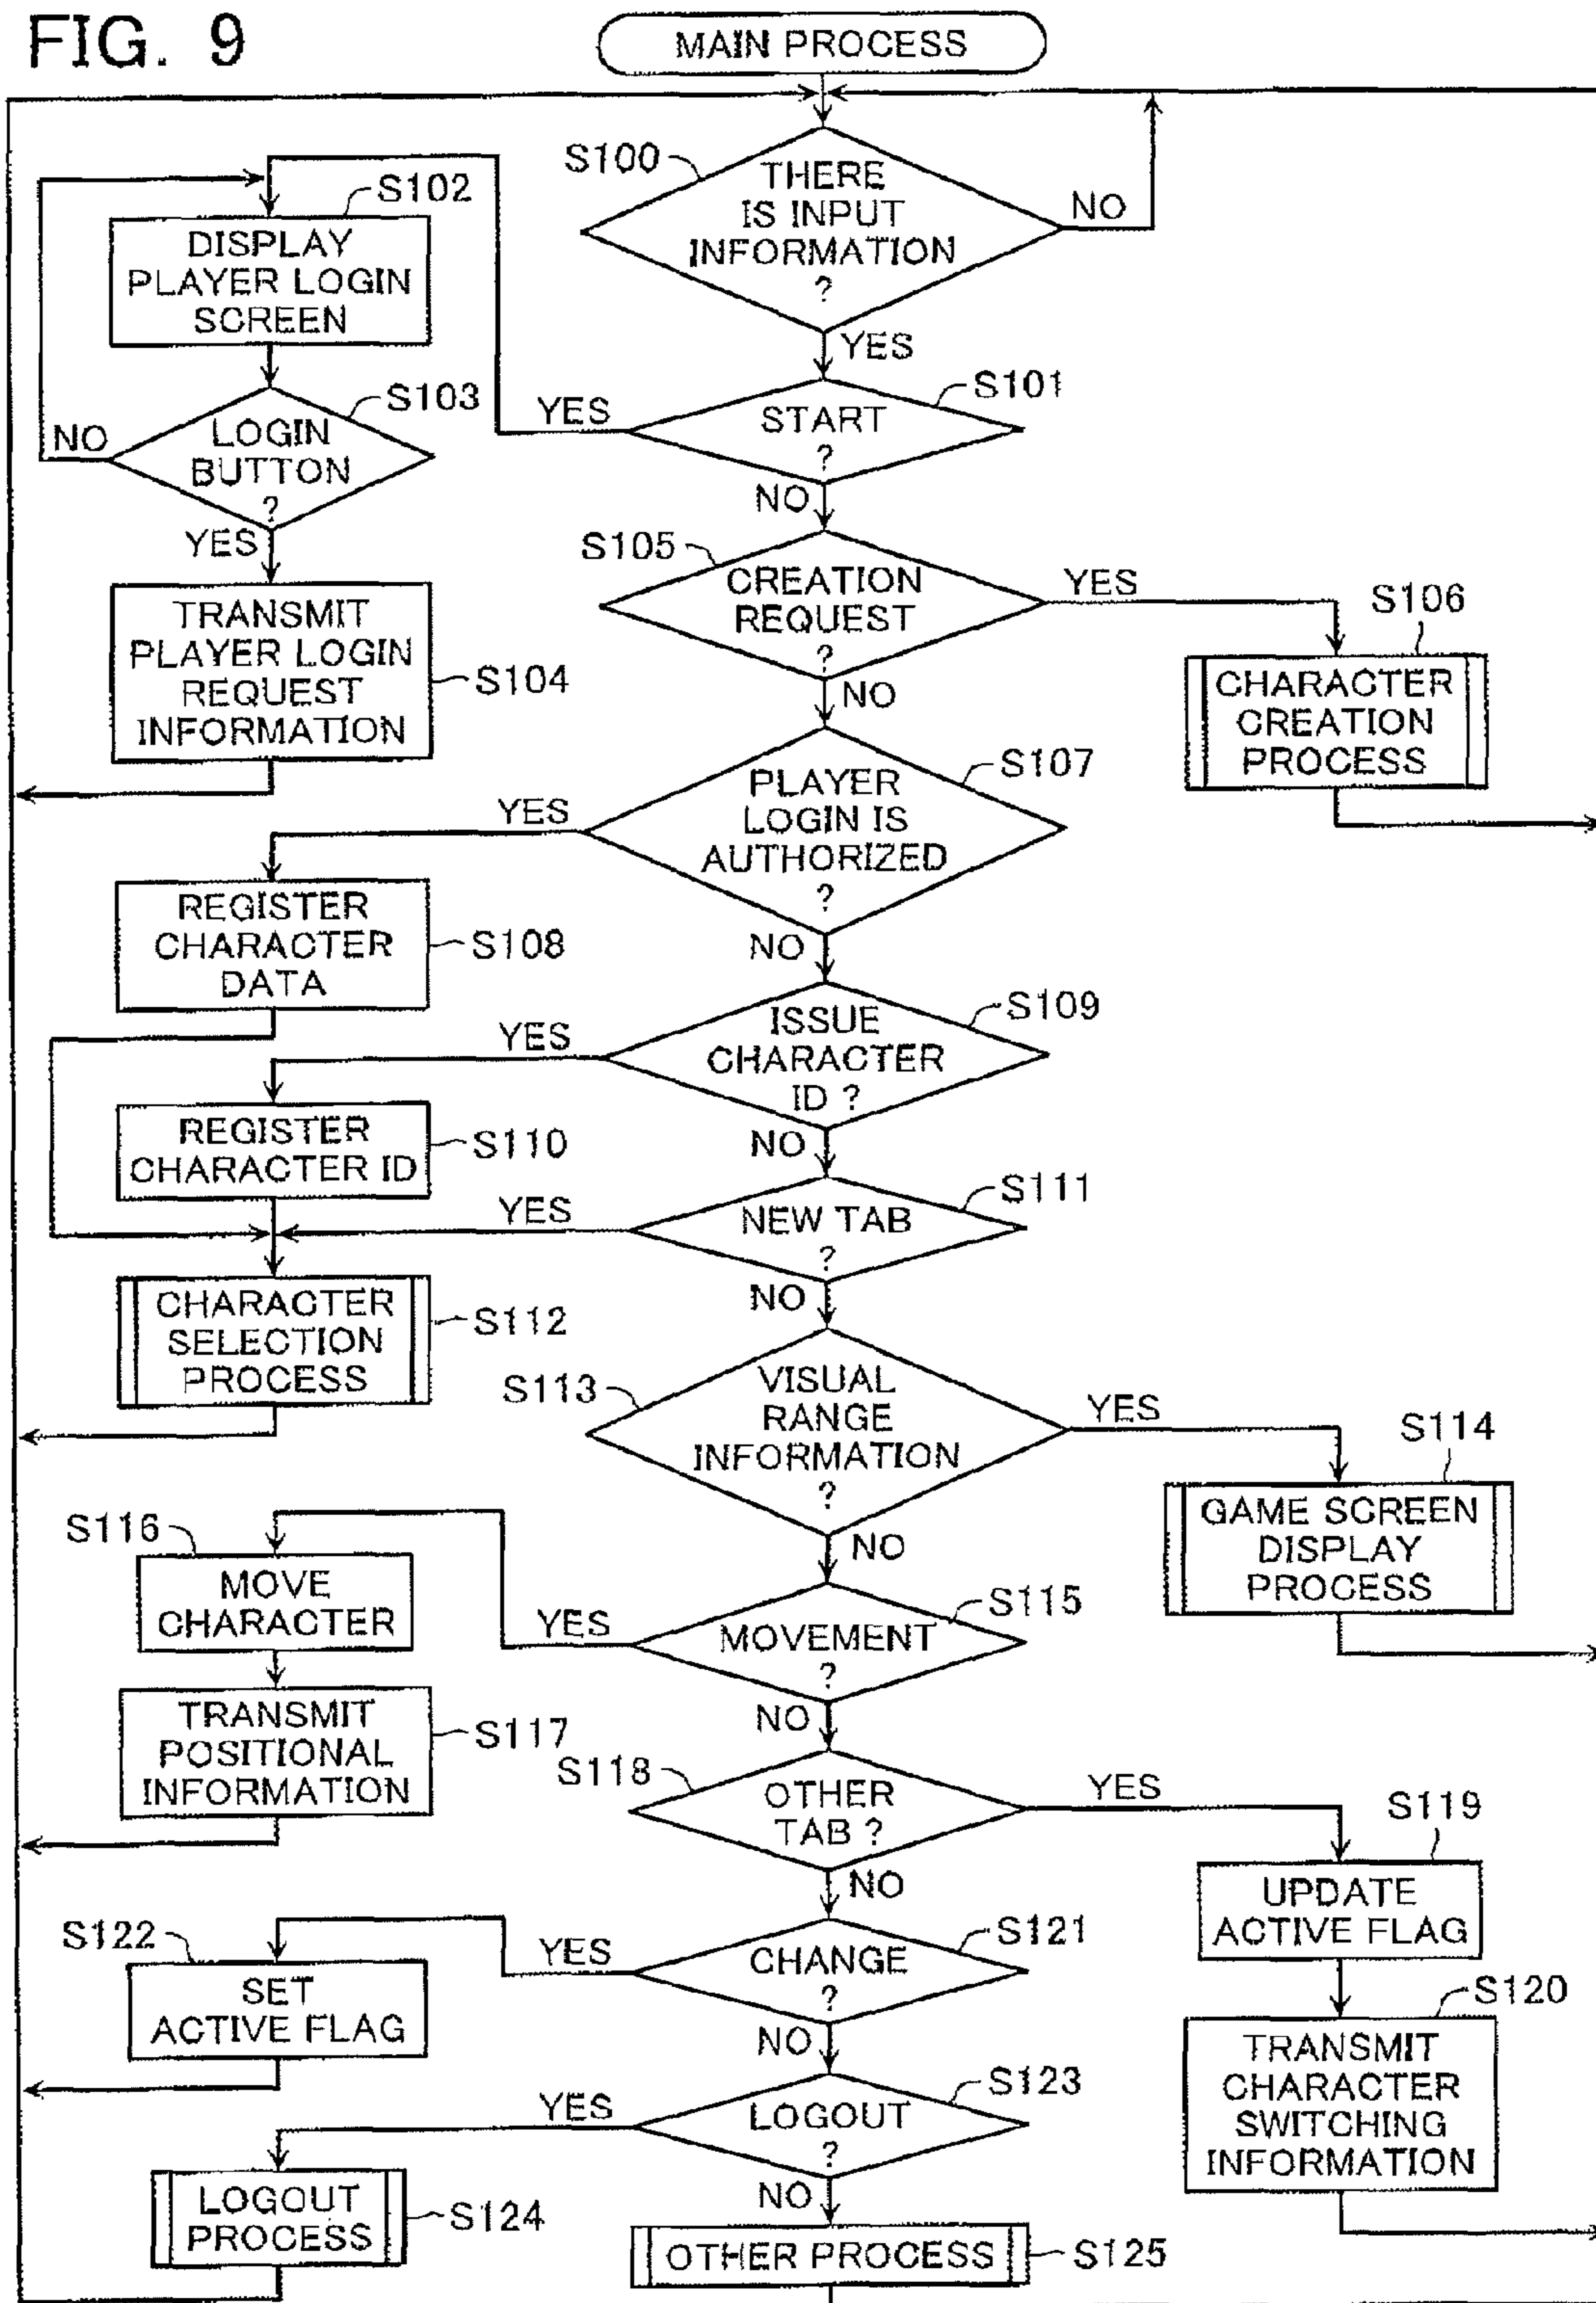 FIG. 9
MAIN PROCESS
S100
THERE
IS INPUT
INFORMATION
?
NO
YES
S102
DISPLAY
PLAYER LOGIN
SCREEN
S101
START
?
YES
NO
S103
LOGIN
BUTTON
?
NO
YES
S104
TRANSMIT
PLAYER LOGIN
REQUEST
INFORMATION
S105
CREATION
REQUEST
?
YES
NO
S106
CHARACTER
CREATION
PROCESS
S107
PLAYER
LOGIN IS
AUTHORIZED
?
YES
NO
S108
REGISTER
CHARACTER
DATA
S109
ISSUE
CHARACTER
ID ?
YES
NO
S110
REGISTER
CHARACTER ID
S111
NEW TAB
?
YES
NO
S112
CHARACTER
SELECTION
PROCESS
S113
VISUAL
RANGE
INFORMATION
?
YES
NO
S114
GAME SCREEN
DISPLAY
PROCESS
S116
MOVE
CHARACTER
S115
MOVEMENT
?
YES
NO
S117
TRANSMIT
POSITIONAL
INFORMATION
S118
OTHER
TAB ?
YES
NO
S119
UPDATE
ACTIVE FLAG
S122
SET
ACTIVE FLAG
S121
CHANGE
?
YES
NO
S120
TRANSMIT
CHARACTER
SWITCHING
INFORMATION
S123
LOGOUT
?
YES
NO
S124
LOGOUT
PROCESS
OTHER PROCESS
S125